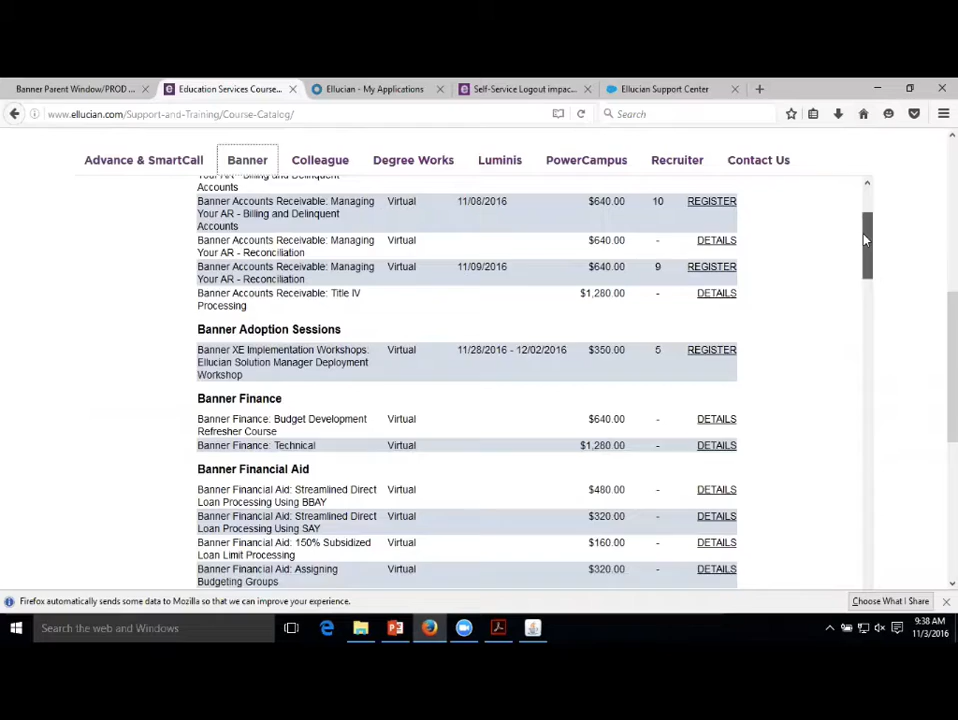 Banner Parent Window/PROD ... Education Services Course... Ellucian - My Applications Self-Service Logout impac... Ellucian Support Center
www.ellucian.com/Support-and-Training/Course-Catalog/ Search
Advance & SmartCall Banner Colleague Degree Works Luminis PowerCampus Recruiter Contact Us
Your AR - Billing and Delinquent
Accounts
Banner Accounts Receivable: Managing Virtual 11/08/2016 $640.00 10 REGISTER
Your AR - Billing and Delinquent
Accounts
Banner Accounts Receivable: Managing Virtual $640.00 - DETAILS
Your AR - Reconciliation
Banner Accounts Receivable: Managing Virtual 11/09/2016 $640.00 9 REGISTER
Your AR - Reconciliation
Banner Accounts Receivable: Title IV Virtual $1,280.00 - DETAILS
Processing
Banner Adoption Sessions
Banner XE Implementation Workshops: Virtual 11/28/2016 - 12/02/2016 $350.00 5 REGISTER
Ellucian Solution Manager Deployment
Workshop
Banner Finance
Banner Finance: Budget Development Virtual $640.00 - DETAILS
Refresher Course
Banner Finance: Technical Virtual $1,280.00 - DETAILS
Banner Financial Aid
Banner Financial Aid: Streamlined Direct Virtual $480.00 - DETAILS
Loan Processing Using BBAY
Banner Financial Aid: Streamlined Direct Virtual $320.00 - DETAILS
Loan Processing Using SAY
Banner Financial Aid: 150% Subsidized Virtual $160.00 - DETAILS
Loan Limit Processing
Banner Financial Aid: Assigning Virtual $320.00 - DETAILS
Budgeting Groups
Firefox automatically sends some data to Mozilla so that we can improve your experience. Choose What I Share
Search the web and Windows 9:38 AM
11/3/2016